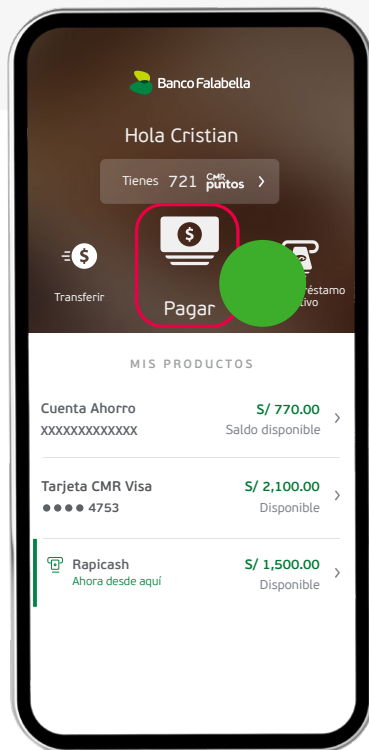 Banco Falabella
Hola Cristian
Tienes 721 CMR puntos >
Transferir
Pagar
MIS PRODUCTOS
Cuenta Ahorro
S/ 770.00
XXXXXXXXXXXXX
Saldo disponible
Tarjeta CMR Visa
S/ 2,100.00
●●●● 4753
Disponible
Rapicash
S/ 1,500.00
Ahora desde aquí
Disponible